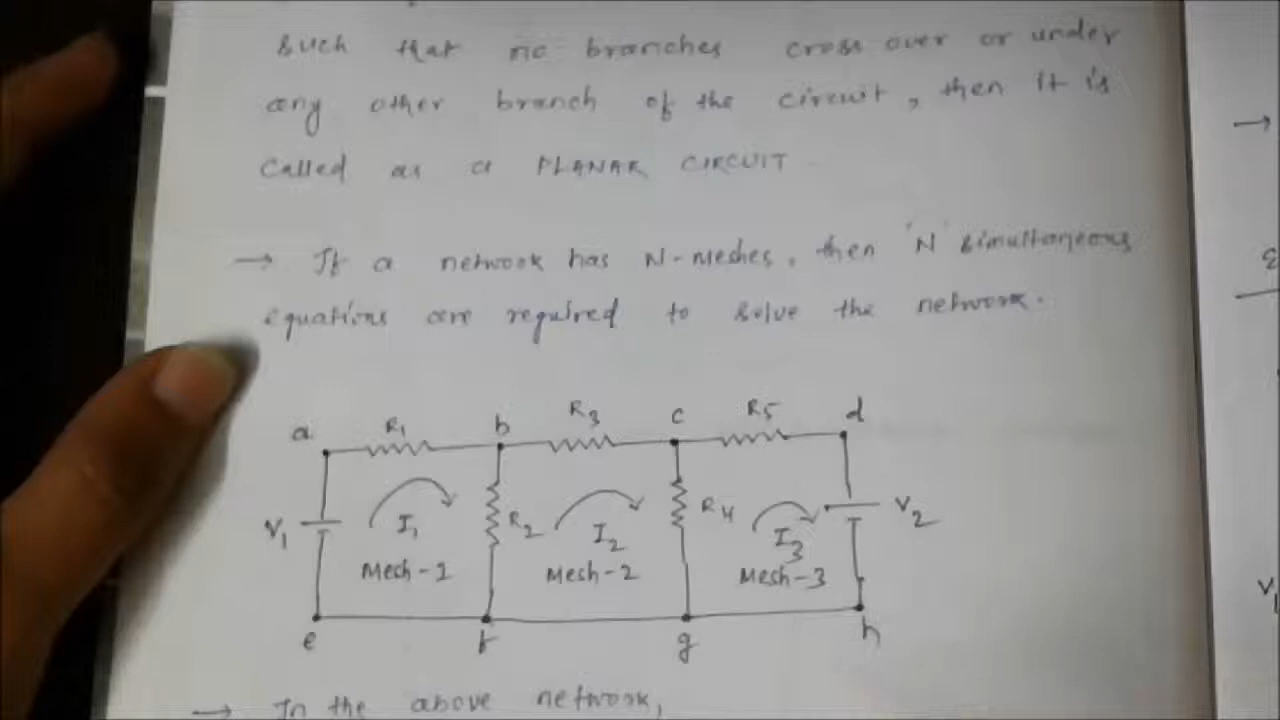 such that no branches cross over or under
any other branch of the circuit, then it is
called as a PLANAR CIRCUIT
→ If a network has N-meshes, then 'N' simultaneous
equations are required to solve the network.
a R1 b R3 c R5 d
V1 I1 R2 I2 R4 I3 V2
Mesh-1 Mesh-2 Mesh-3
e f g h
→ In the above network,
V1